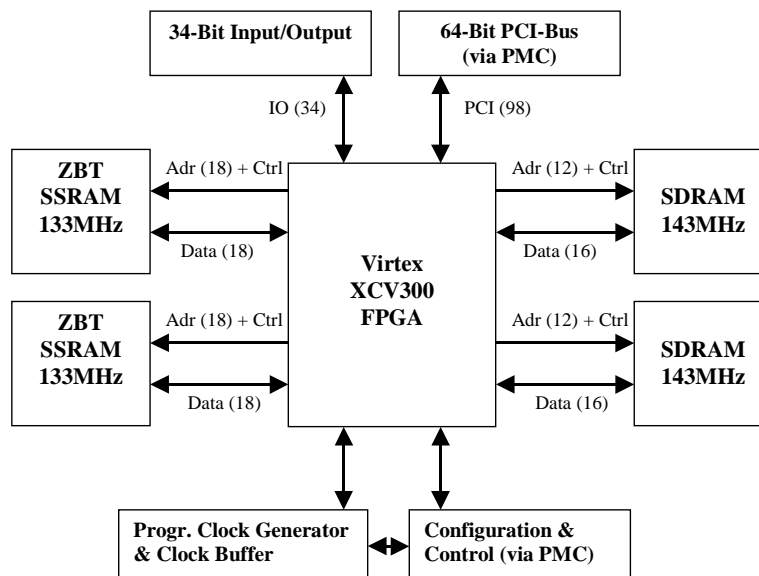 34-Bit Input/Output
64-Bit PCI-Bus
(via PMC)
IO (34)
PCI (98)
ZBT
SSRAM
133MHz
Adr (18) + Ctrl
Data (18)
Adr (12) + Ctrl
Data (16)
SDRAM
143MHz
Virtex
XCV300
FPGA
ZBT
SSRAM
133MHz
Adr (18) + Ctrl
Data (18)
Adr (12) + Ctrl
Data (16)
SDRAM
143MHz
Progr. Clock Generator
& Clock Buffer
Configuration &
Control (via PMC)